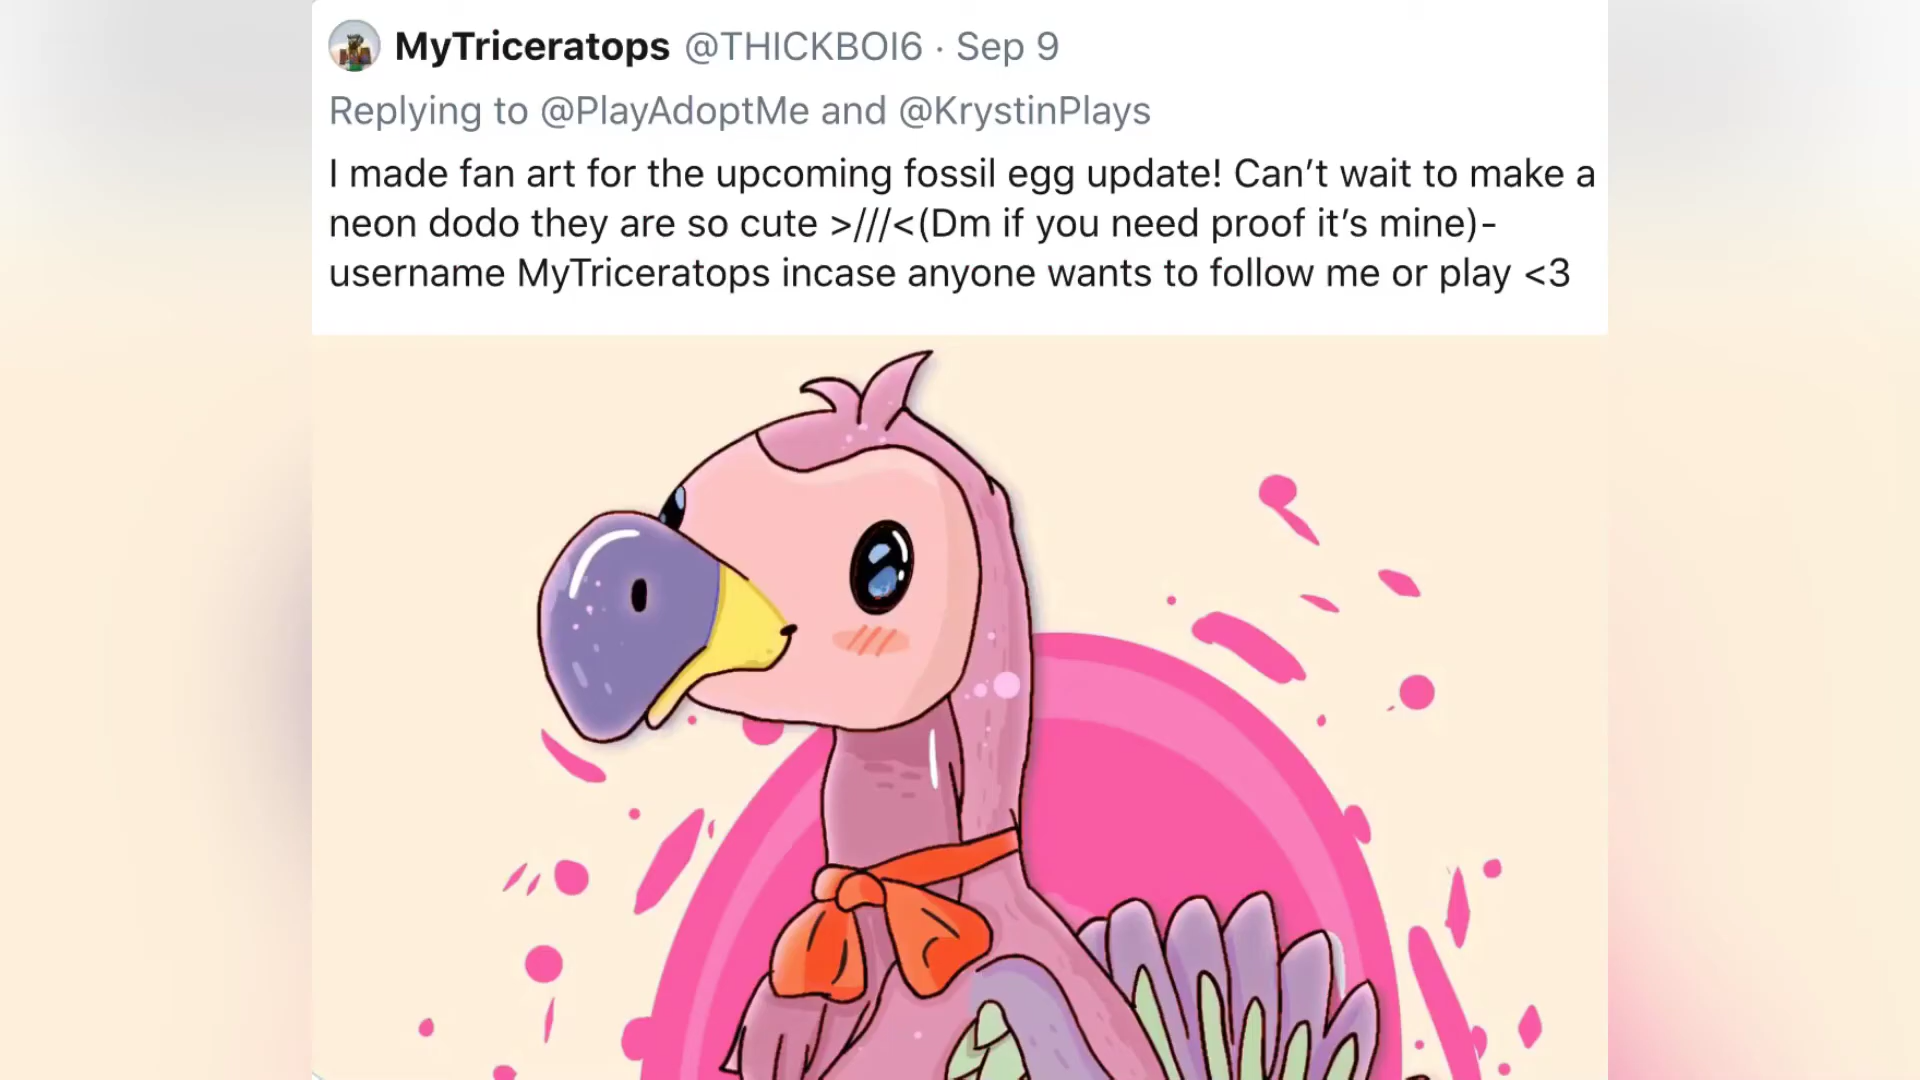 MyTriceratops @THICKBOI6 · Sep 9
Replying to @PlayAdoptMe and @KrystinPlays
I made fan art for the upcoming fossil egg update! Can’t wait to make a
neon dodo they are so cute >///<(Dm if you need proof it’s mine)-
username MyTriceratops incase anyone wants to follow me or play <3